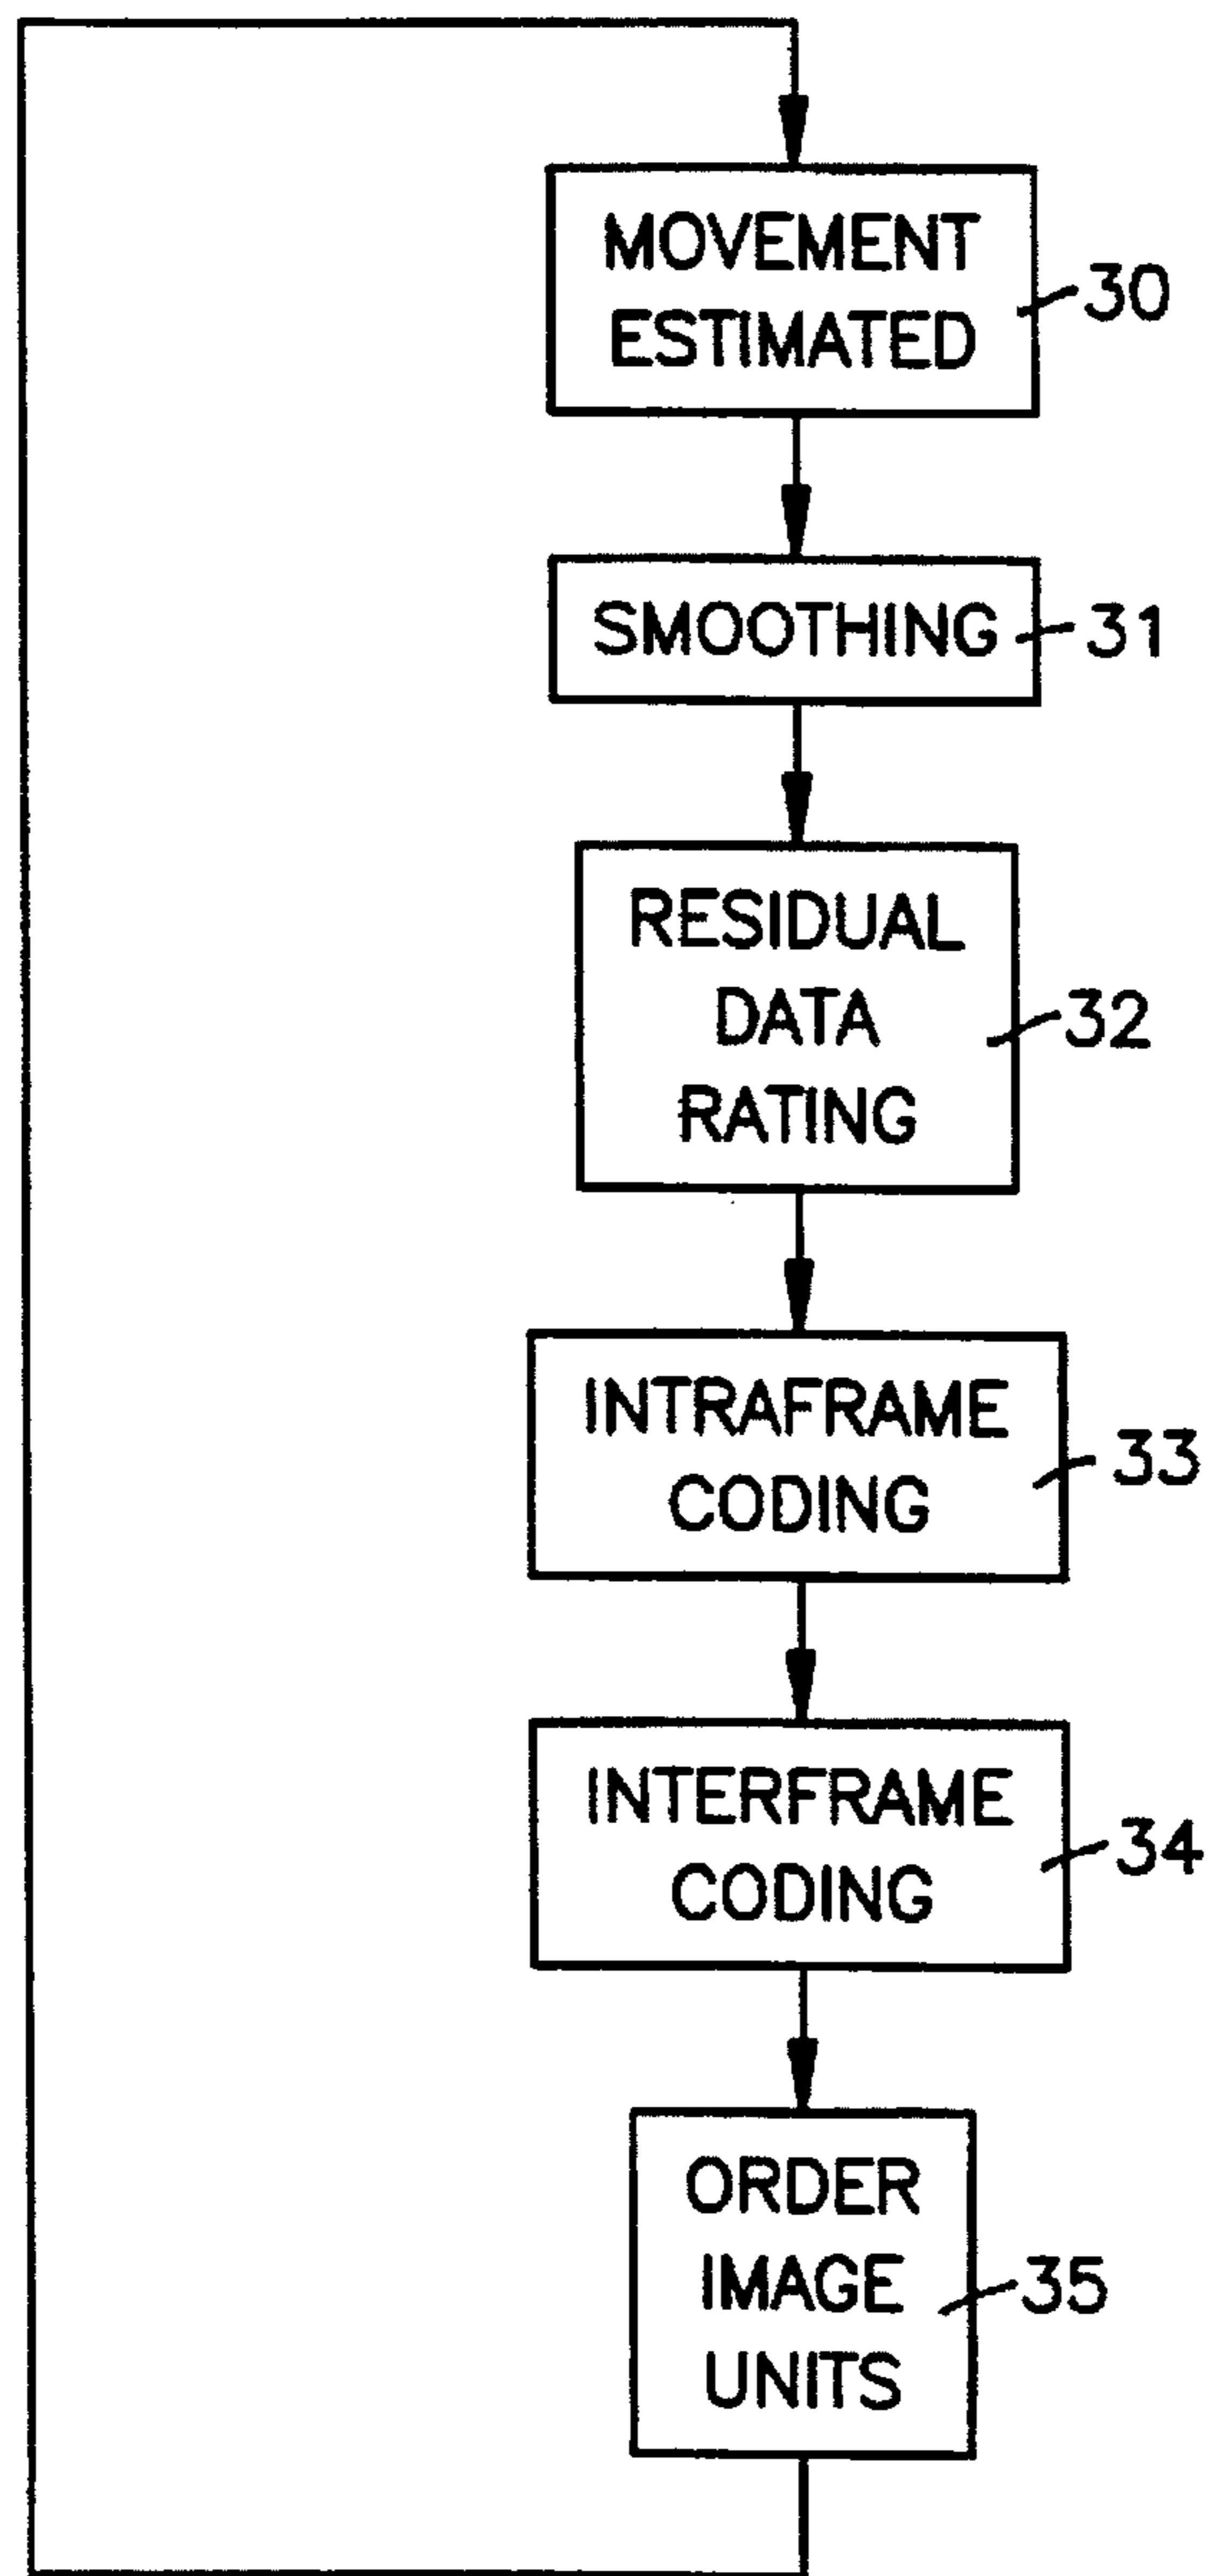 MOVEMENT
ESTIMATED
30
SMOOTHING
31
RESIDUAL
DATA
RATING
32
INTRAFRAME
CODING
33
INTERFRAME
CODING
34
ORDER
IMAGE
UNITS
35